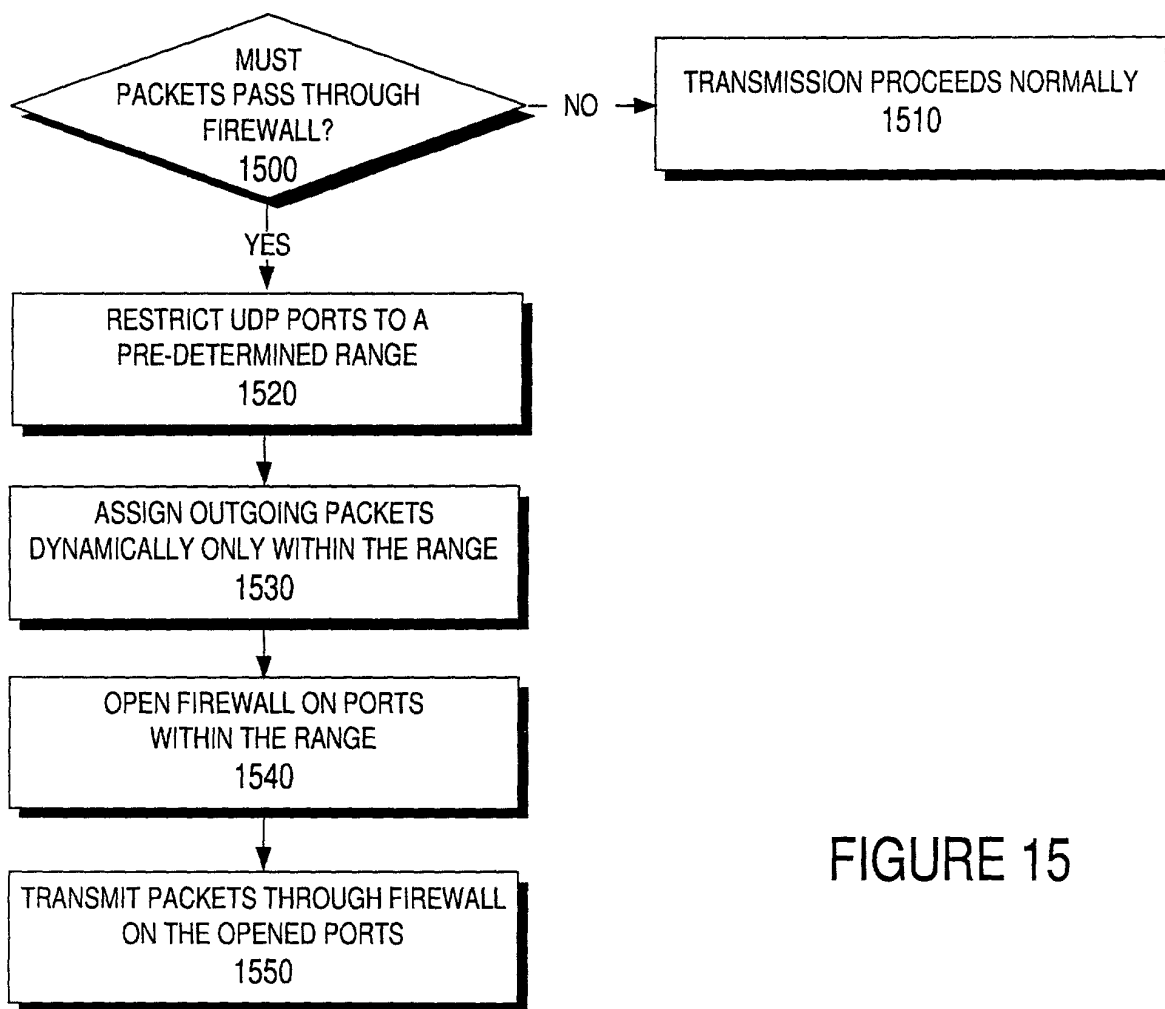 MUST
PACKETS PASS THROUGH
FIREWALL?
1500
NO
TRANSMISSION PROCEEDS NORMALLY
1510
YES
RESTRICT UDP PORTS TO A
PRE-DETERMINED RANGE
1520
ASSIGN OUTGOING PACKETS
DYNAMICALLY ONLY WITHIN THE RANGE
1530
OPEN FIREWALL ON PORTS
WITHIN THE RANGE
1540
TRANSMIT PACKETS THROUGH FIREWALL
ON THE OPENED PORTS
1550
FIGURE 15